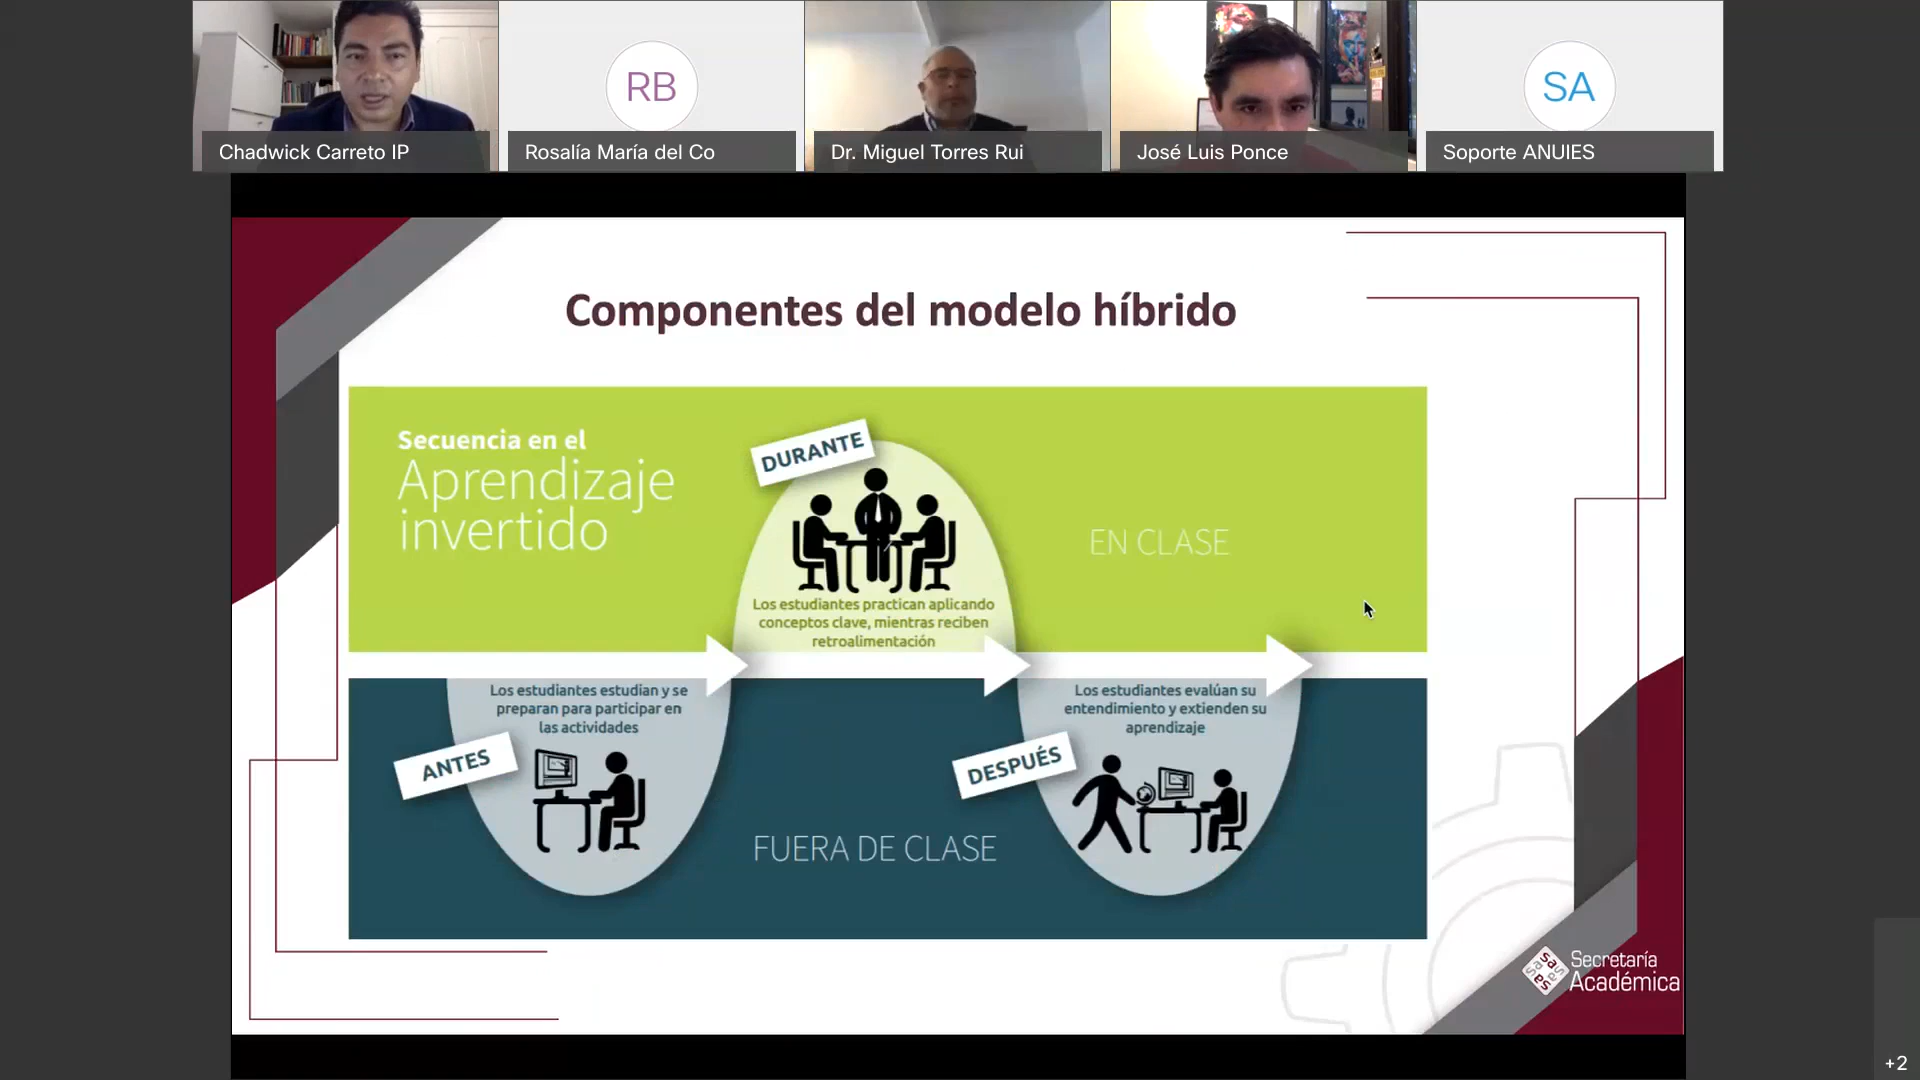 RB
SA
Chadwick Carreto IP
Rosalía María del Co
Dr. Miguel Torres Rui
José Luis Ponce
Soporte ANUIES
Componentes del modelo híbrido
Secuencia en el
Aprendizaje
invertido
DURANTE
Los estudiantes practican aplicando
conceptos clave, mientras reciben
retroalimentación
EN CLASE
Los estudiantes estudian y se
preparan para participar en
las actividades
ANTES
Los estudiantes evalúan su
entendimiento y extienden su
aprendizaje
DESPUÉS
FUERA DE CLASE
Secretaría
Académica
+2